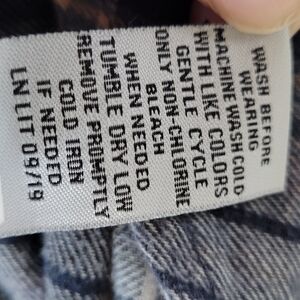 WASH BEFORE
WEARING
MACHINE WASH COLD
WITH LIKE COLORS
GENTLE CYCLE
ONLY NON-CHLORINE
BLEACH
WHEN NEEDED
TUMBLE DRY LOW
REMOVE PROMPTLY
COLD IRON
IF NEEDED
LN LIT 09/19